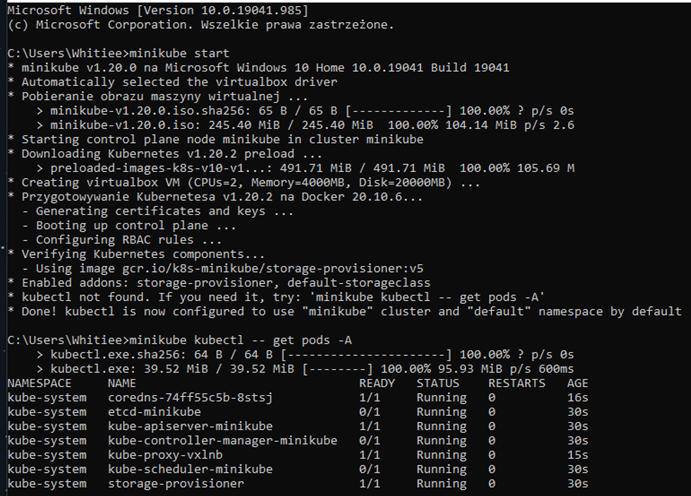 Microsoft Windows [Version 10.0.19041.985]
(c) Microsoft Corporation. Wszelkie prawa zastrzeżone.
C:\Users\Whitiee>minikube start
* minikube v1.20.0 na Microsoft Windows 10 Home 10.0.19041 Build 19041
* Automatically selected the virtualbox driver
* Pobieranie obrazu maszyny wirtualnej ...
> minikube-v1.20.0.iso.sha256: 65 B / 65 B [-------------] 100.00% ? p/s 0s
> minikube-v1.20.0.iso: 245.40 MiB / 245.40 MiB 100.00% 104.14 MiB p/s 2.6
* Starting control plane node minikube in cluster minikube
* Downloading Kubernetes v1.20.2 preload ...
> preloaded-images-k8s-v10-v1...: 491.71 MiB / 491.71 MiB 100.00% 105.69 M
* Creating virtualbox VM (CPUs=2, Memory=4000MB, Disk=20000MB) ...
* Przygotowywanie Kubernetesa v1.20.2 na Docker 20.10.6...
- Generating certificates and keys ...
- Booting up control plane ...
- Configuring RBAC rules ...
* Verifying Kubernetes components...
- Using image gcr.io/k8s-minikube/storage-provisioner:v5
* Enabled addons: storage-provisioner, default-storageclass
* kubectl not found. If you need it, try: 'minikube kubectl -- get pods -A'
* Done! kubectl is now configured to use "minikube" cluster and "default" namespace by default
C:\Users\Whitiee>minikube kubectl -- get pods -A
> kubectl.exe.sha256: 64 B / 64 B [----------------------] 100.00% ? p/s 0s
> kubectl.exe: 39.52 MiB / 39.52 MiB [--------] 100.00% 95.93 MiB p/s 600ms
NAMESPACE NAME READY STATUS RESTARTS AGE
kube-system coredns-74ff55c5b-8stsj 1/1 Running 0 16s
kube-system etcd-minikube 0/1 Running 0 30s
kube-system kube-apiserver-minikube 1/1 Running 0 30s
kube-system kube-controller-manager-minikube 0/1 Running 0 30s
kube-system kube-proxy-vxlnb 1/1 Running 0 15s
kube-system kube-scheduler-minikube 0/1 Running 0 30s
kube-system storage-provisioner 1/1 Running 0 30s